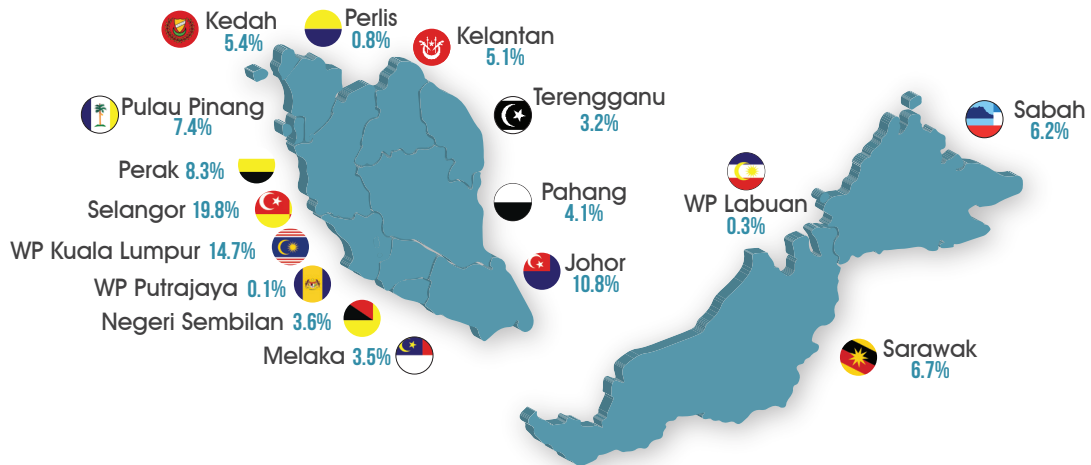 Kedah
5.4%
Perlis
0.8%
Kelantan
5.1%
Pulau Pinang
7.4%
Terengganu
3.2%
Sabah
6.2%
Perak 8.3%
Pahang
4.1%
WP Labuan
0.3%
Selangor 19.8%
WP Kuala Lumpur 14.7%
Johor
10.8%
WP Putrajaya 0.1%
Negeri Sembilan 3.6%
Melaka 3.5%
Sarawak
6.7%